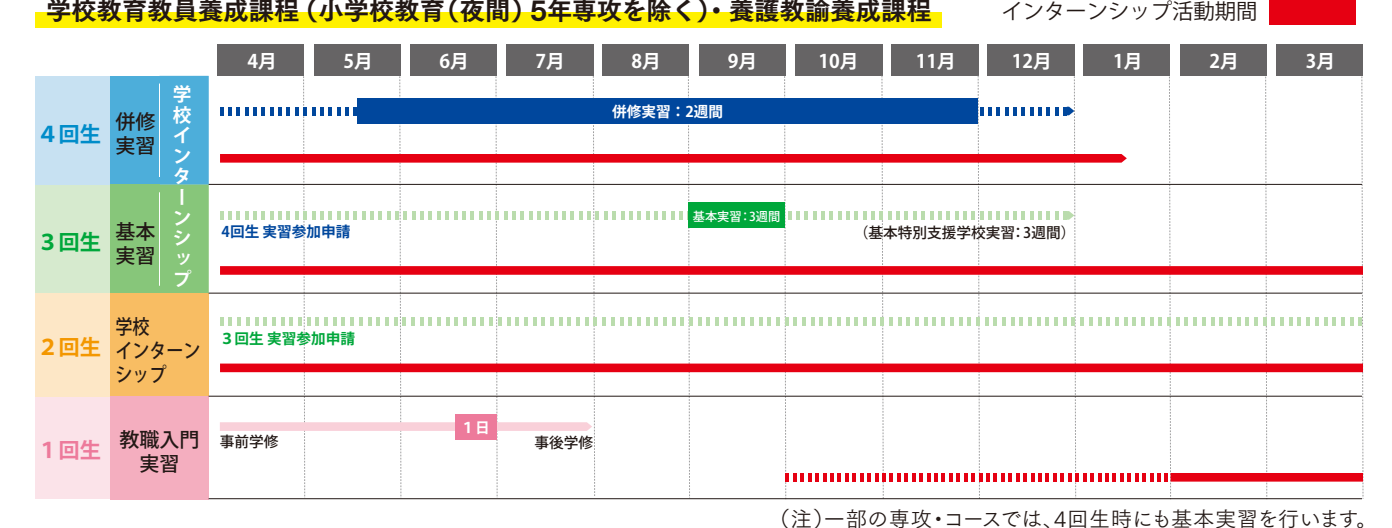 学校教育教員養成課程（小学校教育（夜間）5年専攻を除く）・養護教諭養成課程
インターンシップ活動期間
4月 5月 6月 7月 8月 9月 10月 11月 12月 1月 2月 3月
4回生
併修
実習
学校インターンシップ
併修実習：2週間
3回生
基本
実習
基本実習：3週間
4回生 実習参加申請
（基本特別支援学校実習：3週間）
2回生
学校
インターン
シップ
3回生 実習参加申請
1回生
教職入門
実習
1日
事前学修
事後学修
（注）一部の専攻・コースでは、4回生時にも基本実習を行います。